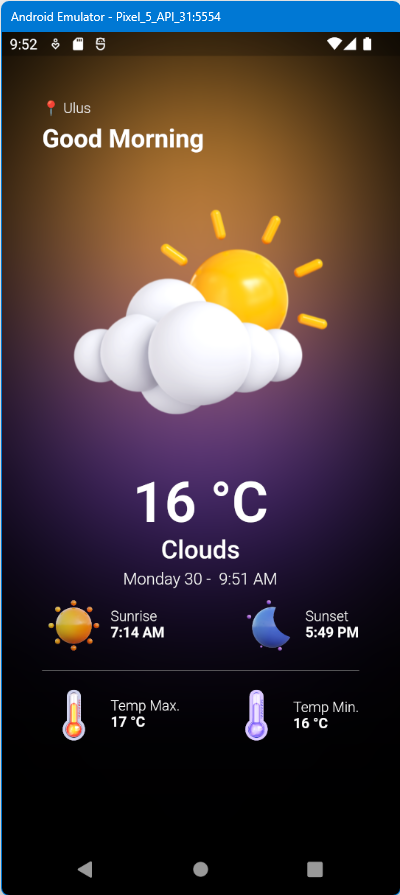 Android Emulator - Pixel_5_API_31:5554
9:52
📍 Ulus
Good Morning
16 °C
Clouds
Monday 30 -  9:51 AM
Sunrise
7:14 AM
Sunset
5:49 PM
Temp Max.
17 °C
Temp Min.
16 °C